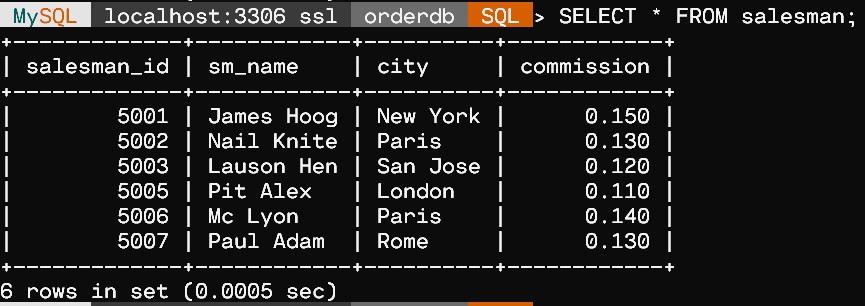 MySQL localhost:3306 ssl orderdb SQL > SELECT * FROM salesman;
+-------------+------------+----------+------------+
| salesman_id | sm_name    | city     | commission |
+-------------+------------+----------+------------+
|        5001 | James Hoog | New York |      0.150 |
|        5002 | Nail Knite | Paris    |      0.130 |
|        5003 | Lauson Hen | San Jose |      0.120 |
|        5005 | Pit Alex   | London   |      0.110 |
|        5006 | Mc Lyon    | Paris    |      0.140 |
|        5007 | Paul Adam  | Rome     |      0.130 |
+-------------+------------+----------+------------+
6 rows in set (0.0005 sec)